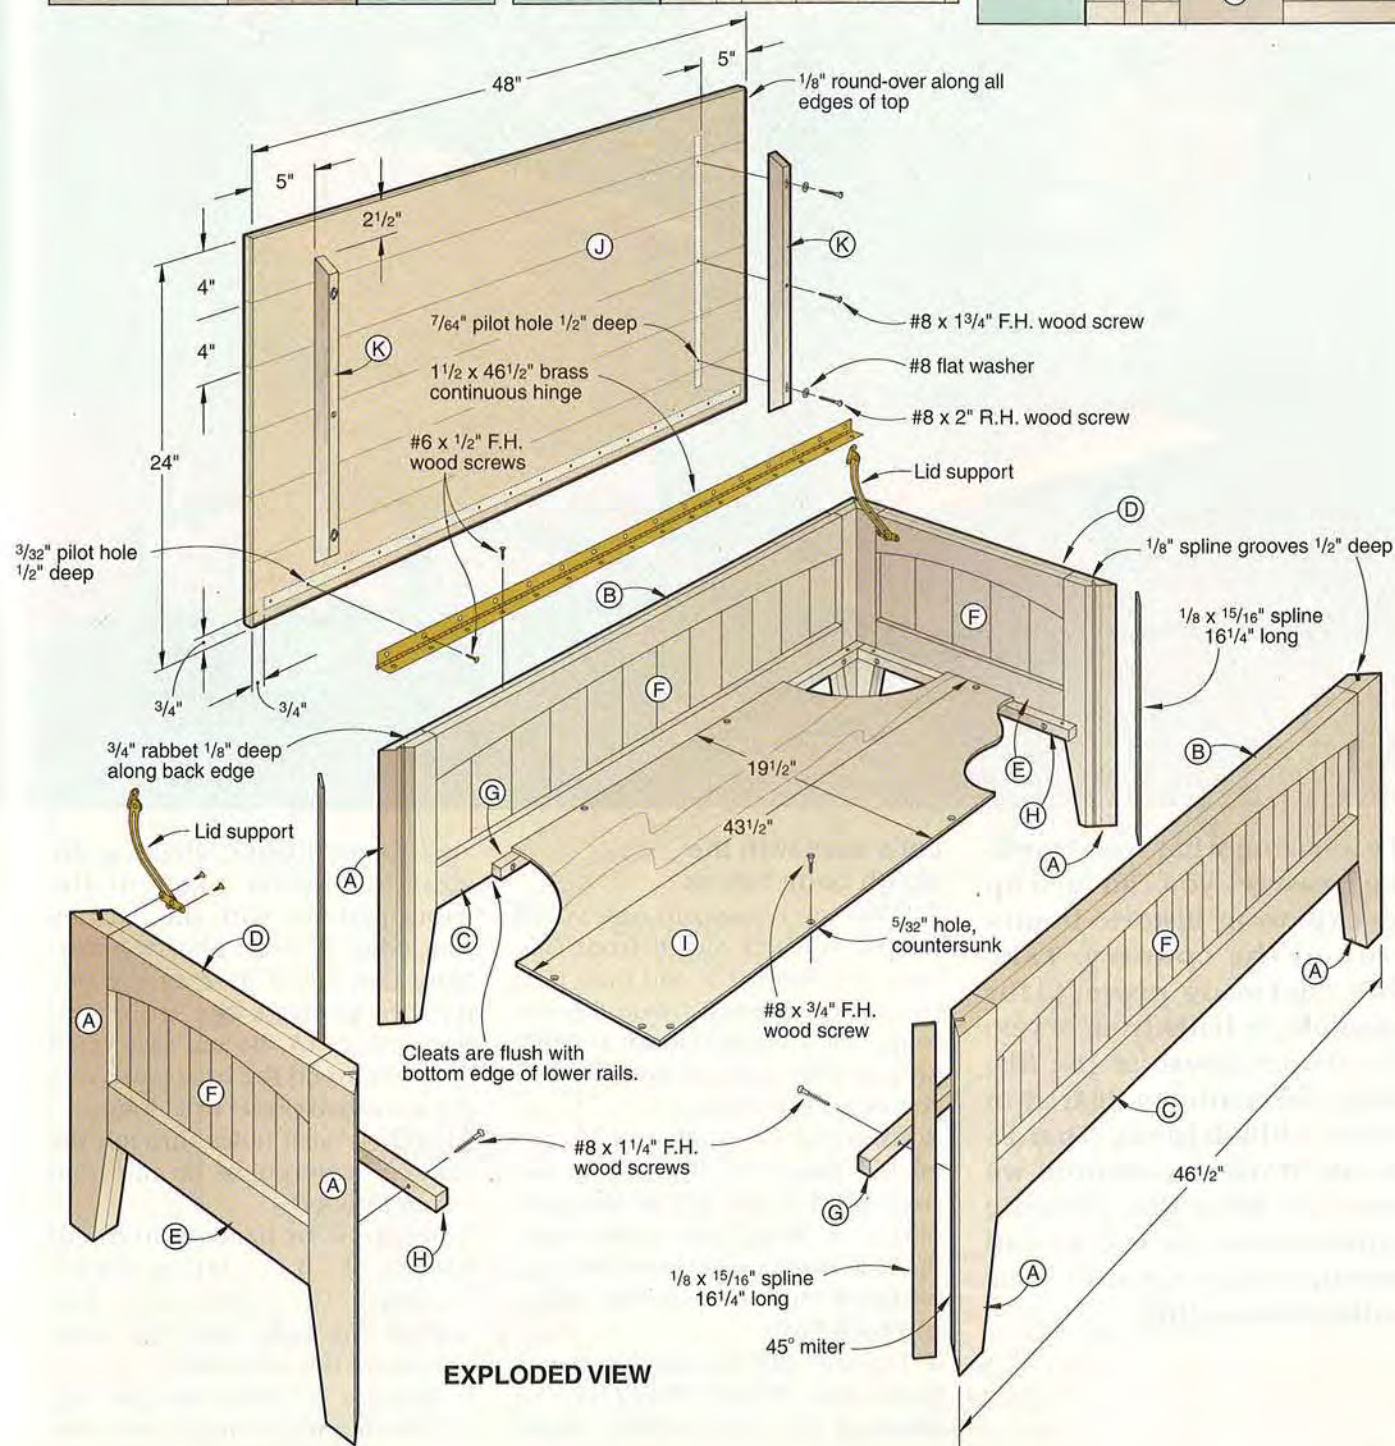 48"
5"
1/8" round-over along all
edges of top
5"
2 1/2"
J
K
4"
4"
K
7/64" pilot hole 1/2" deep
#8 x 1 3/4" F.H. wood screw
1 1/2 x 46 1/2" brass
continuous hinge
#8 flat washer
#8 x 2" R.H. wood screw
#6 x 1/2" F.H.
wood screws
24"
Lid support
D
3/32" pilot hole
1/2" deep
1/8" spline grooves 1/2" deep
B
F
1/8 x 15/16" spline
16 1/4" long
F
3/4"
3/4"
3/4" rabbet 1/8" deep
along back edge
B
19 1/2"
E
G
H
43 1/2"
Lid support
A
A
5/32" hole,
countersunk
C
D
I
F
A
A
#8 x 3/4" F.H.
wood screw
Cleats are flush with
bottom edge of lower rails.
F
C
#8 x 1 1/4" F.H.
wood screws
46 1/2"
A
G
E
H
1/8 x 15/16" spline
16 1/4" long
A
45° miter
EXPLODED VIEW